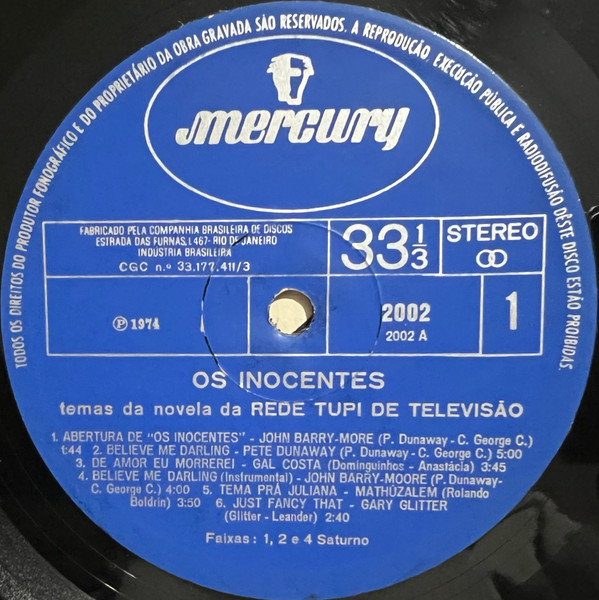 TODOS OS DIREITOS DO PRODUTOR FONOGRÁFICO E DO PROPRIETÁRIO DA OBRA GRAVADA SÃO RESERVADOS. A REPRODUÇÃO, EXECUÇÃO PÚBLICA E RADIODIFUSÃO DÊSTE DISCO ESTÃO PROIBIDAS.
mercury
FABRICADO PELA COMPANHIA BRASILEIRA DE DISCOS
ESTRADA DAS FURNAS, 1.467- RIO DE JANEIRO
INDÚSTRIA BRASILEIRA
CGC n.o 33.177.411/3
33 1/3
STEREO
Ⓟ 1974
2002
2002 A
1
OS INOCENTES
temas da novela da REDE TUPI DE TELEVISÃO
1. ABERTURA DE "OS INOCENTES" - JOHN BARRY-MORE (P. Dunaway - C. George C.)
1:44 2. BELIEVE ME DARLING - PETE DUNAWAY (P. Dunaway - C. George C.) 5:00
3. DE AMOR EU MORREREI - GAL COSTA (Dominguinhos - Anastácia) 3:45
4. BELIEVE ME DARLING (Instrumental) - JOHN BARRY-MOORE (P. Dunaway-
C. George C.) 4:00 5. TEMA PRÁ JULIANA - MATHÚZALEM (Rolando
Boldrin) 3:50 6. JUST FANCY THAT - GARY GLITTER
(Glitter - Leander) 2:40
Faixas: 1, 2 e 4 Saturno